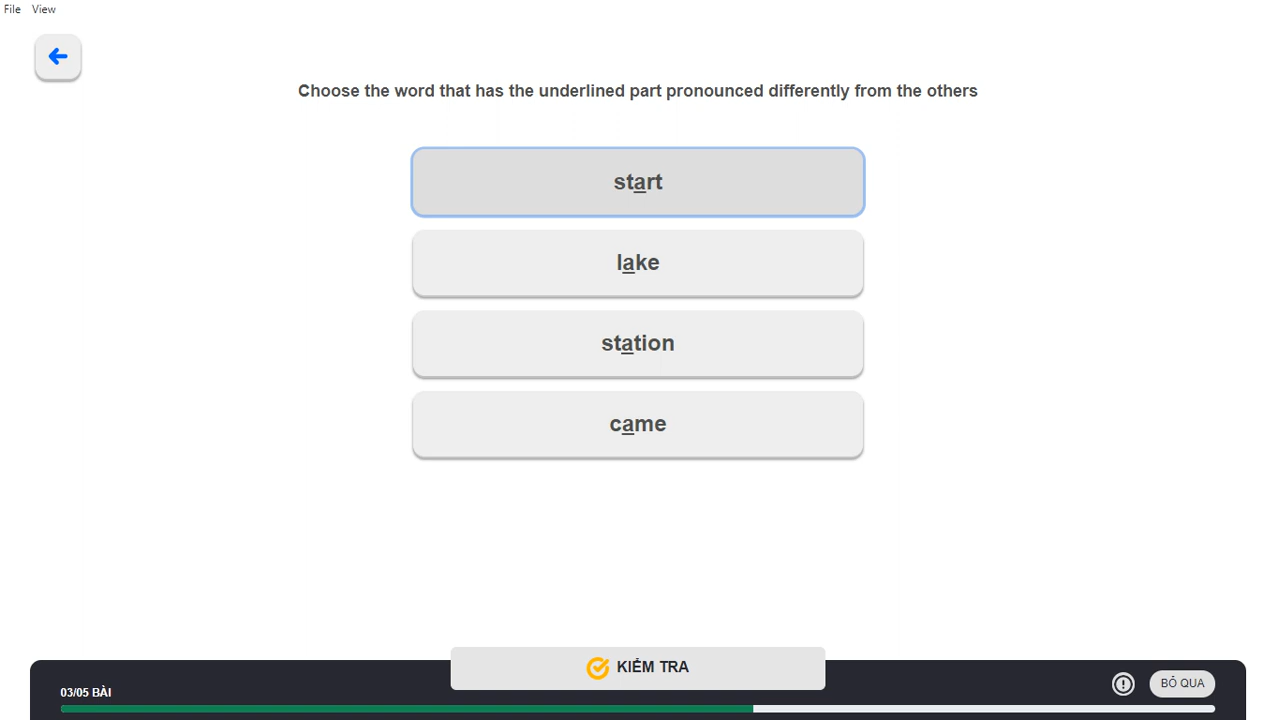 File View
Choose the word that has the underlined part pronounced differently from the others
start
lake
station
came
KIỂM TRA
03/05 BÀI
BỎ QUA